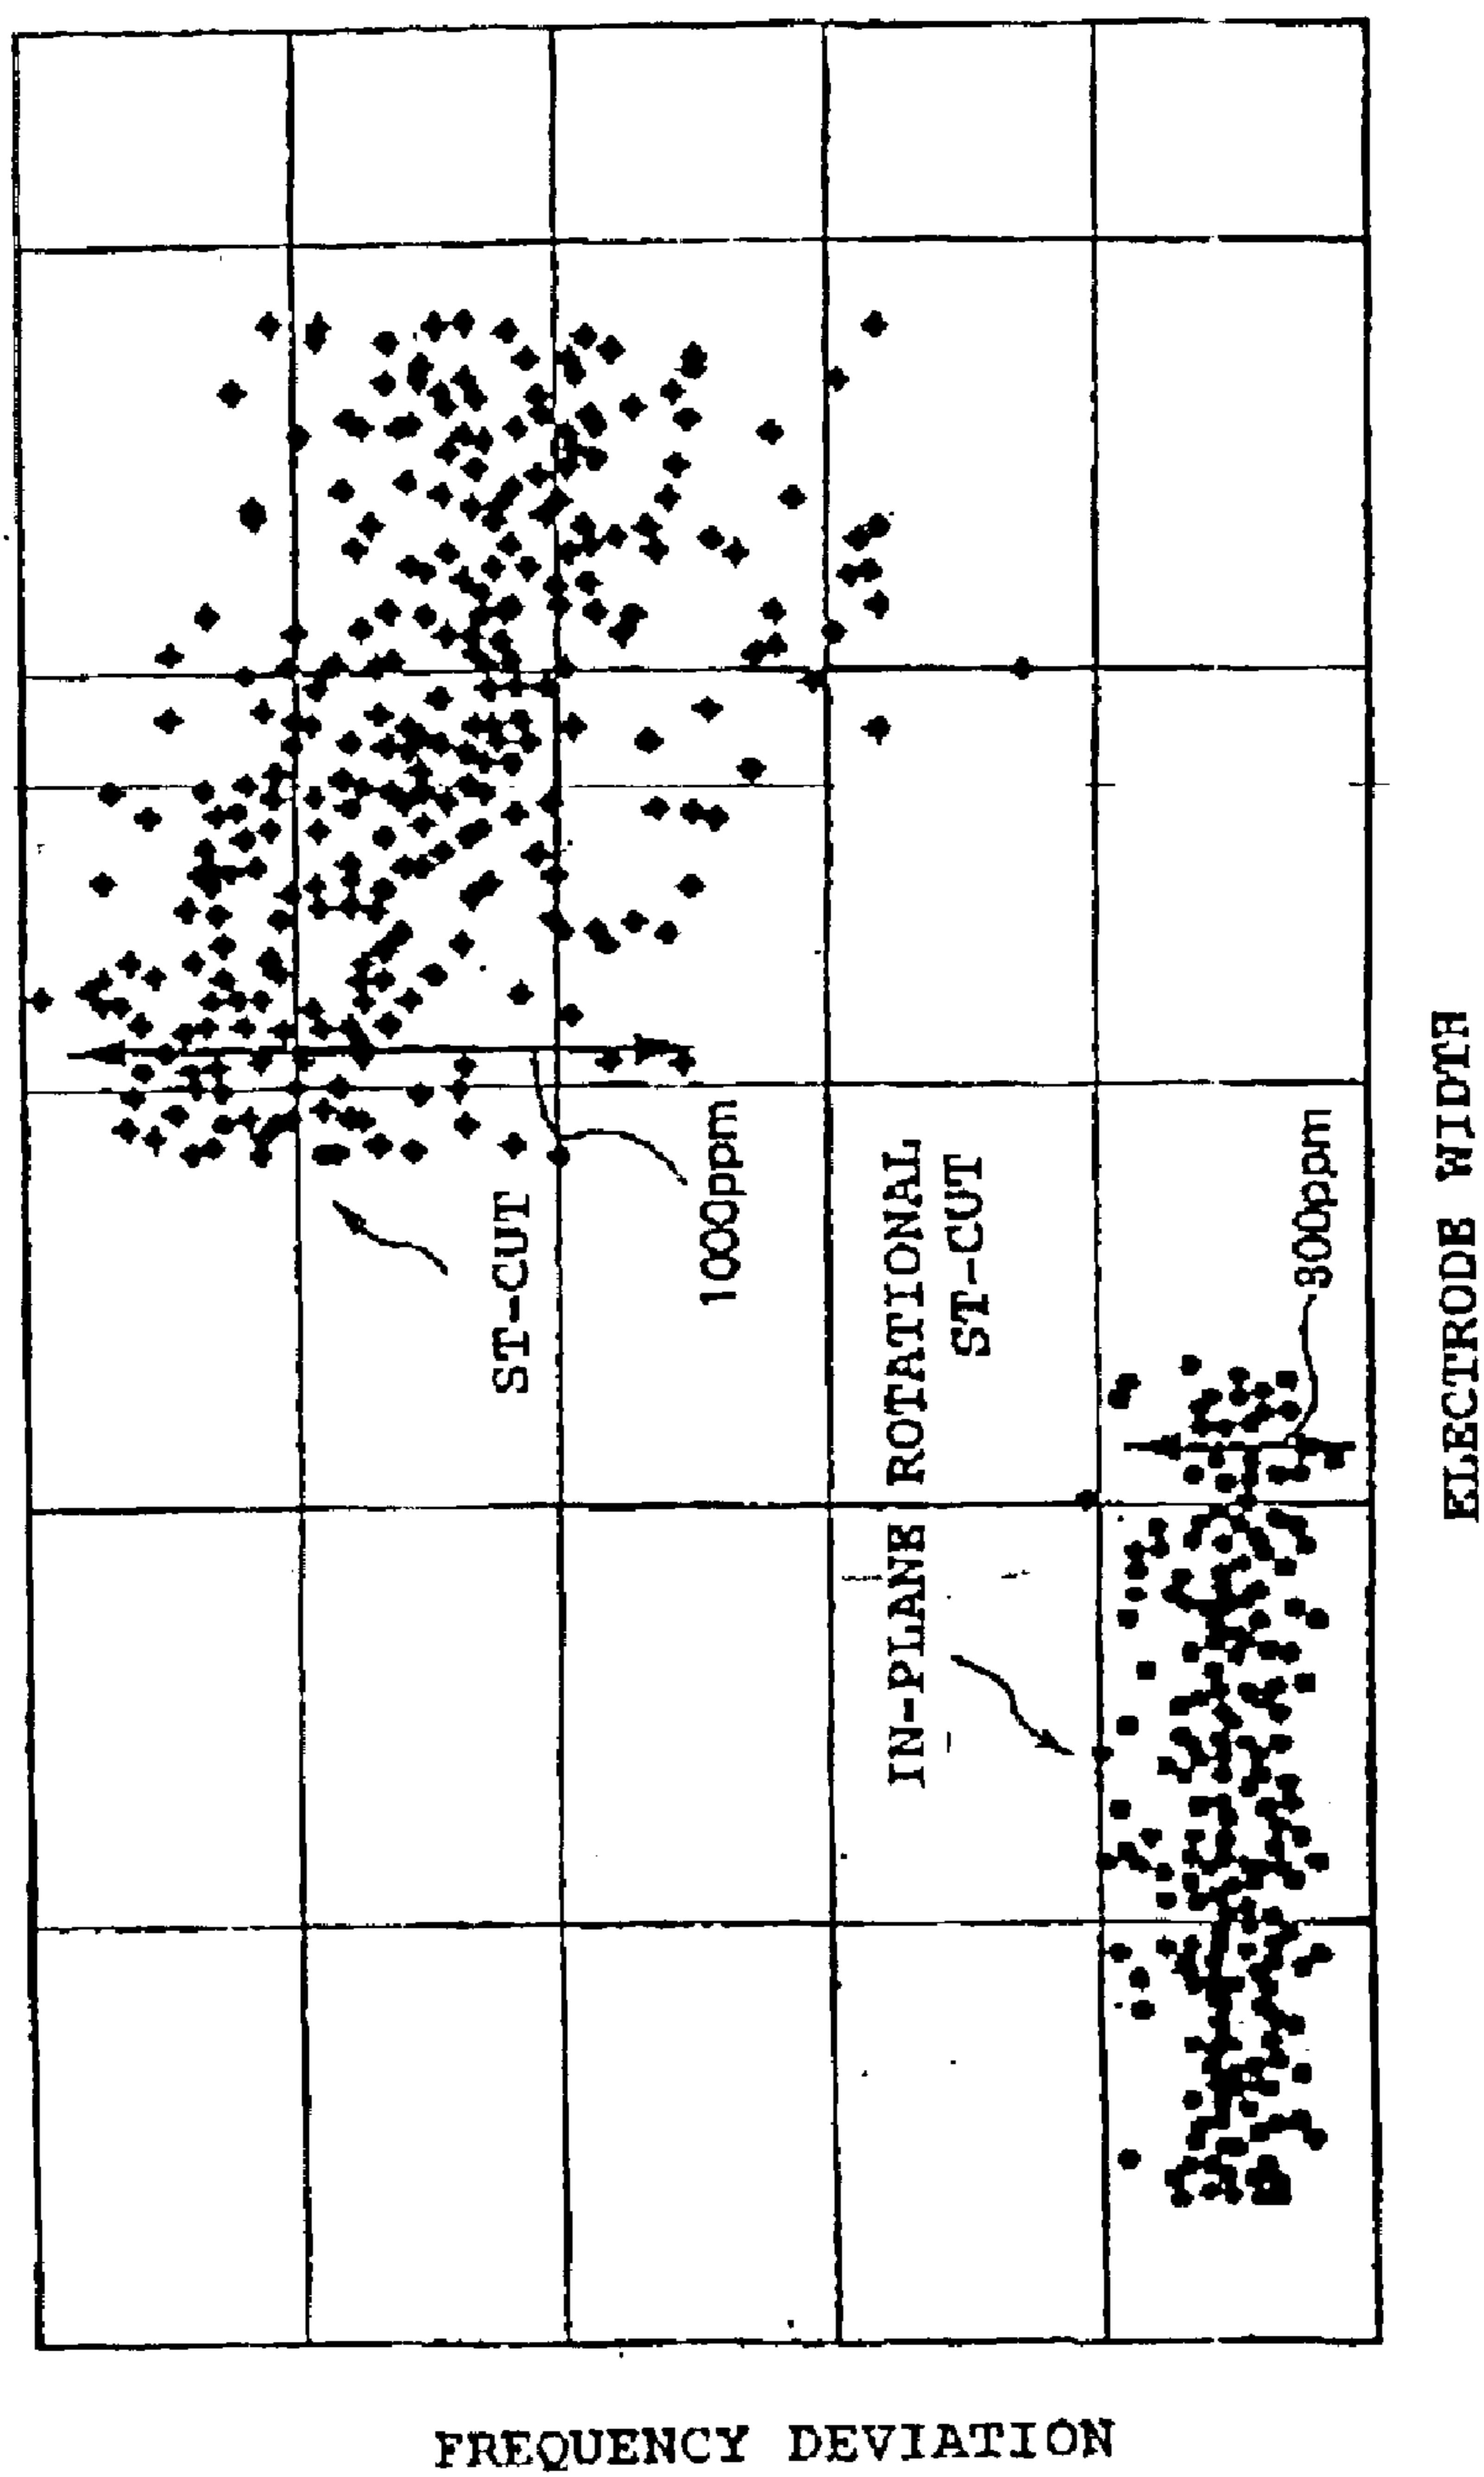 ST-CUT
1000ppm
IN-PLANE ROTATIONAL
ST-CUT
300ppm
ELECTRODE WIDTH
FREQUENCY DEVIATION